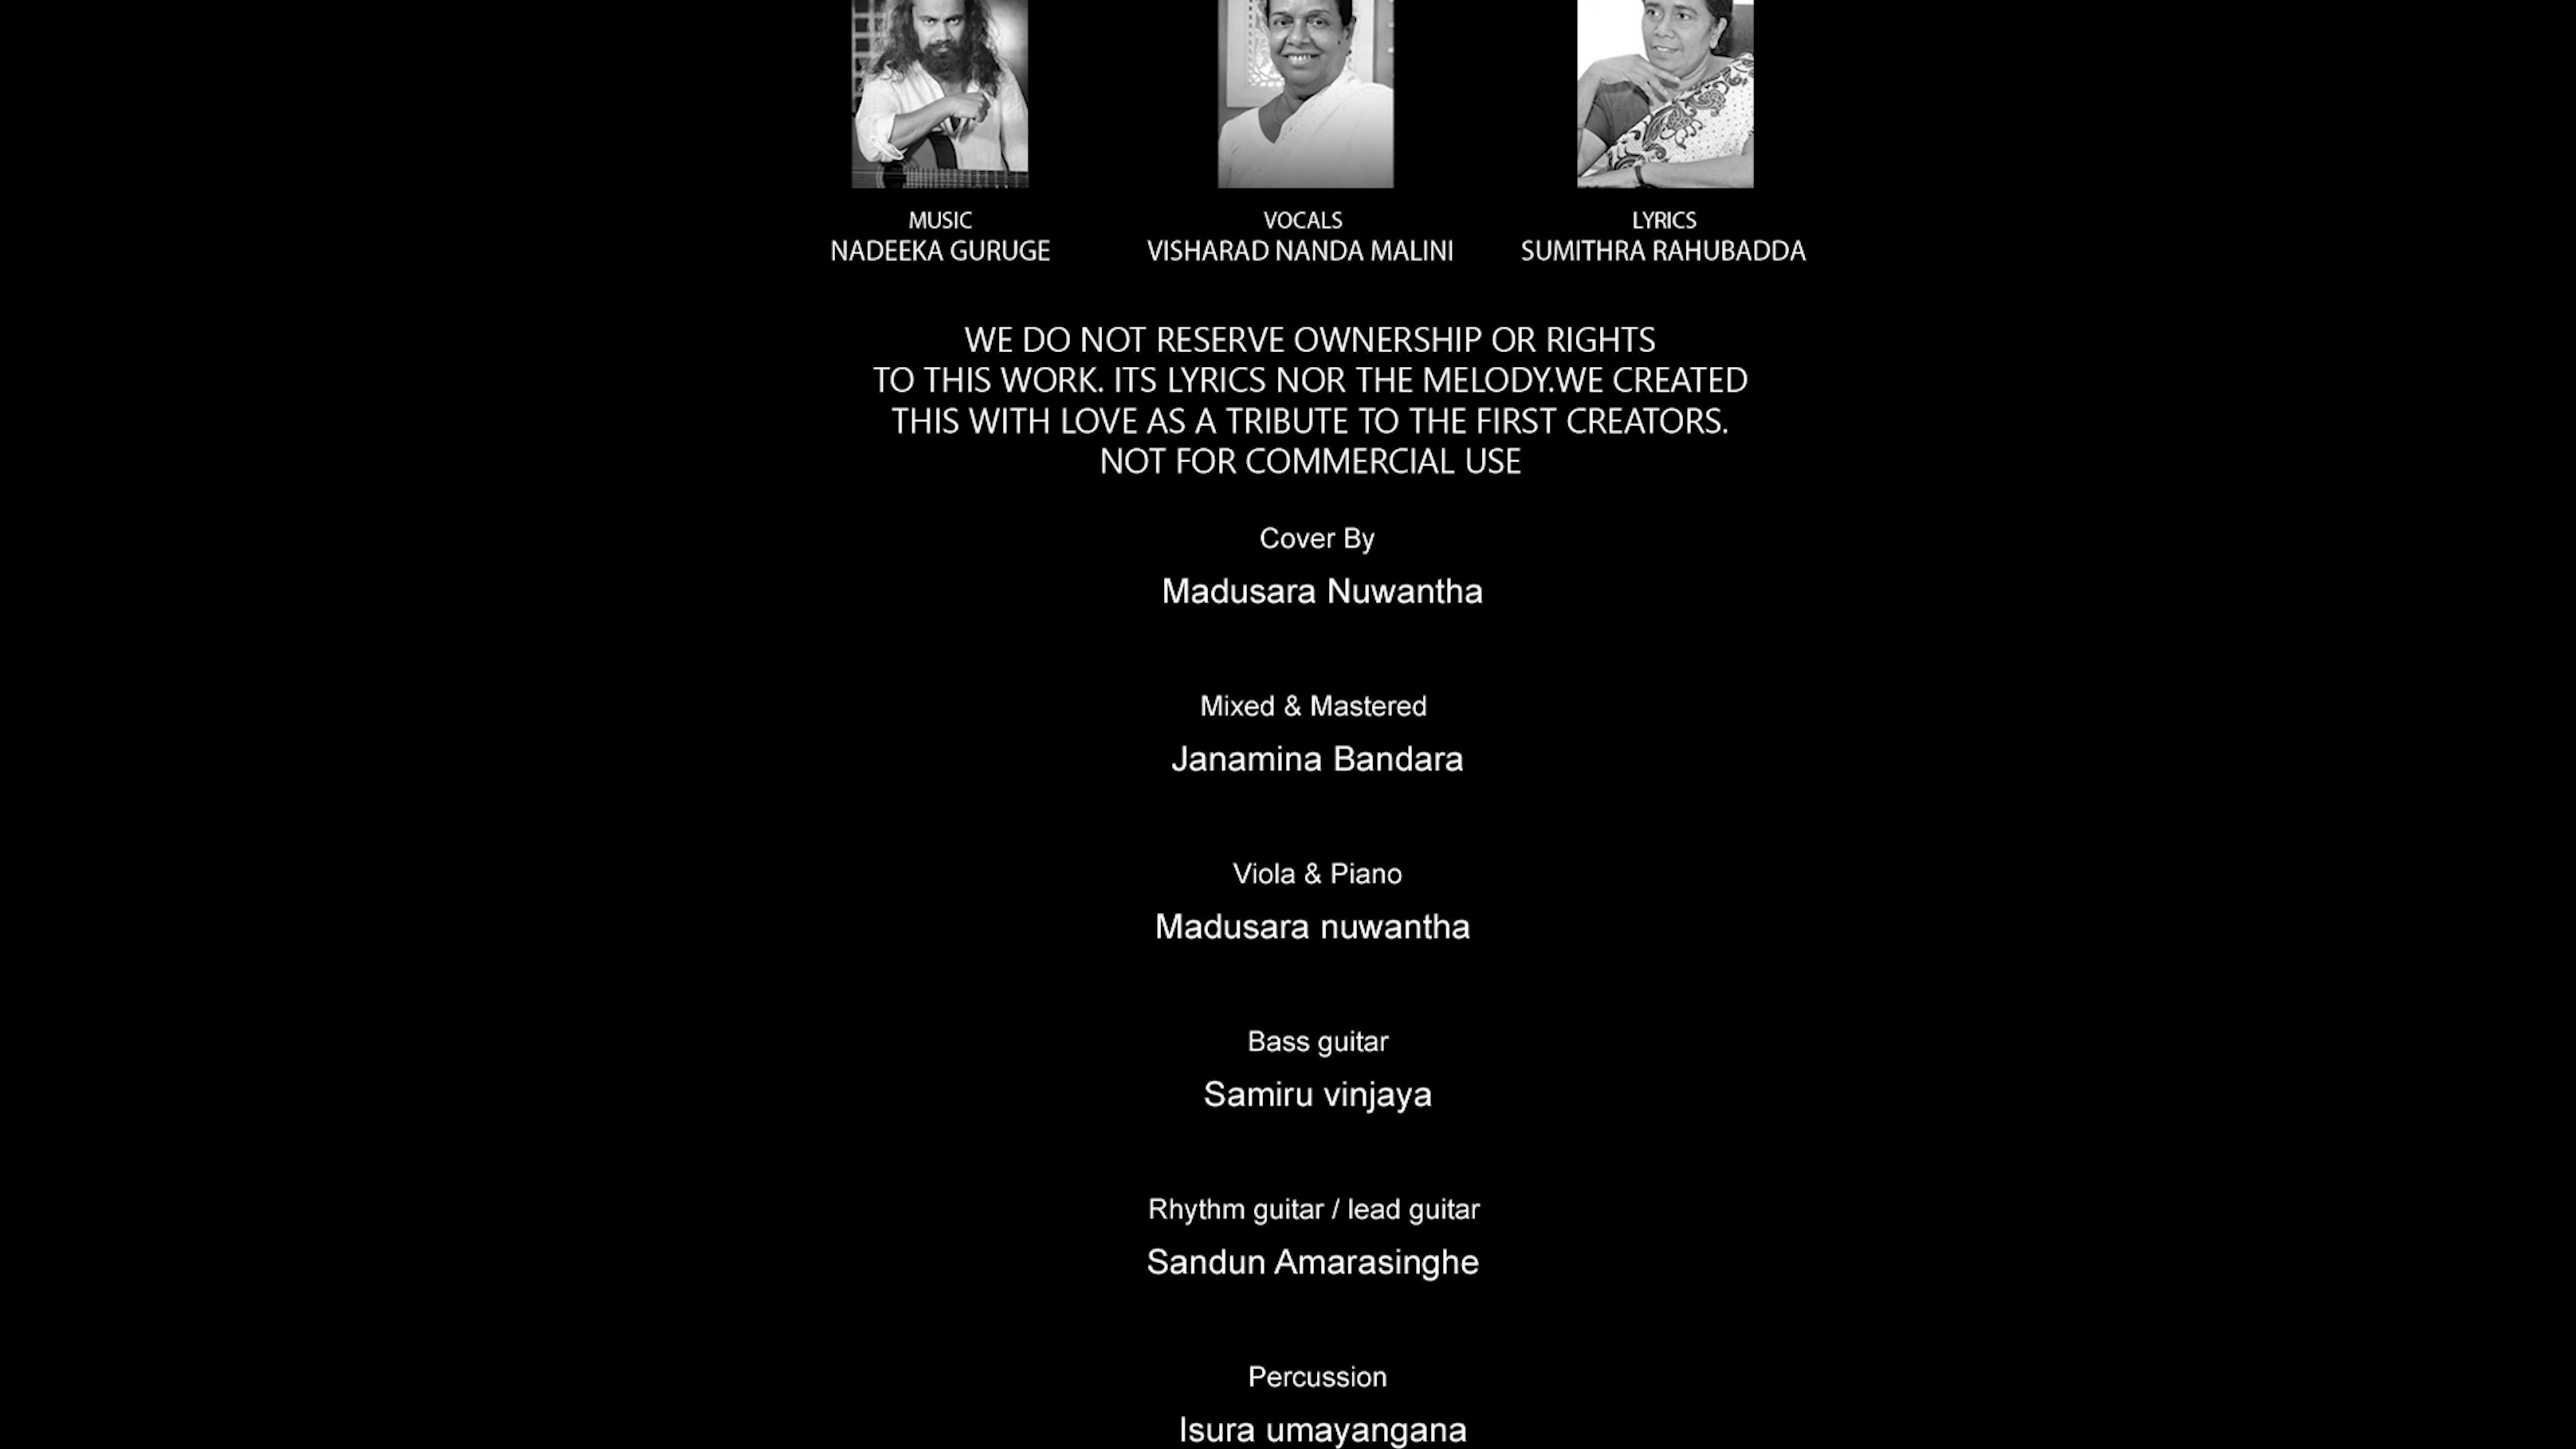 MUSIC
NADEEKA GURUGE
VOCALS
VISHARAD NANDA MALINI
LYRICS
SUMITHRA RAHUBADDA
WE DO NOT RESERVE OWNERSHIP OR RIGHTS
TO THIS WORK. ITS LYRICS NOR THE MELODY.WE CREATED
THIS WITH LOVE AS A TRIBUTE TO THE FIRST CREATORS.
NOT FOR COMMERCIAL USE
Cover By
Madusara Nuwantha
Mixed & Mastered
Janamina Bandara
Viola & Piano
Madusara nuwantha
Bass guitar
Samiru vinjaya
Rhythm guitar / lead guitar
Sandun Amarasinghe
Percussion
Isura umayangana